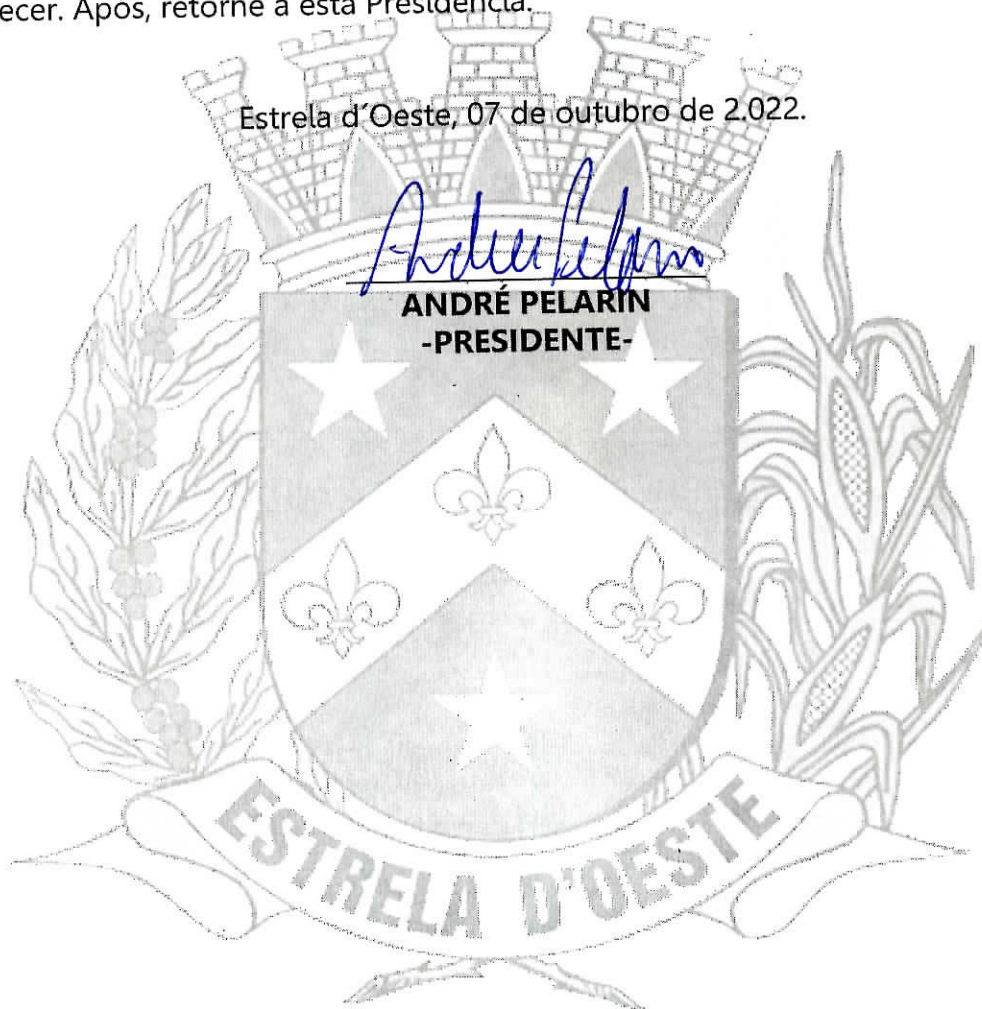 ecer. Após, retorne a esta Presidência.
Estrela d´Oeste, 07 de outubro de 2.022.
ANDRÉ PELARIN
-PRESIDENTE-
ESTRELA D'OESTE